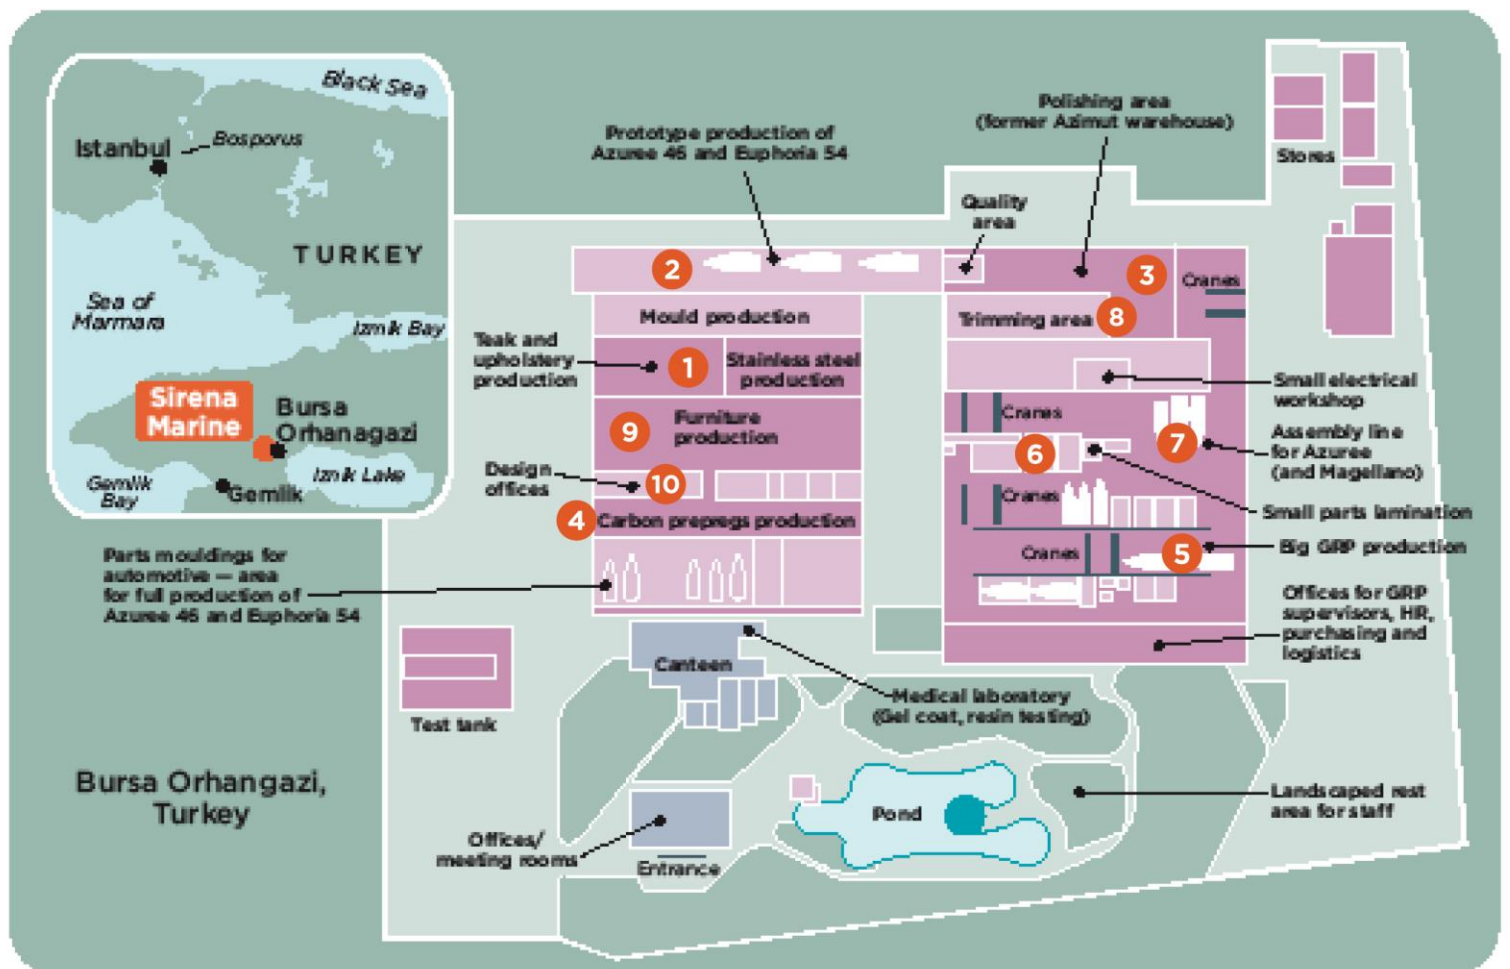 Black Sea
Istanbul
Bosporus
TURKEY
Sea of
Marmara
Izmik Bay
Sirena
Marine
Bursa
Orhanagazi
Gemlik
Bay
Gemlik
Iznik Lake
Prototype production of
Azuree 46 and Euphoria 54
Polishing area
(former Azimut warehouse)
Stores
Quality
area
2
3
Cranes
Mould production
Trimming area
8
Teak and
upholstery
production
1
Stainless steel
production
Small electrical
workshop
9
Furniture
production
Cranes
6
7
Assembly line
for Azuree
(and Magellano)
Design
offices
10
Cranes
Small parts lamination
4
Carbon prepregs production
Cranes
5
Big GRP production
Parts mouldings for
automotive — area
for full production of
Azuree 46 and Euphoria 54
Offices for GRP
supervisors, HR,
purchasing and
logistics
Canteen
Medical laboratory
(Gel coat, resin testing)
Test tank
Bursa Orhangazi,
Turkey
Pond
Landscaped rest
area for staff
Offices/
meeting rooms
Entrance